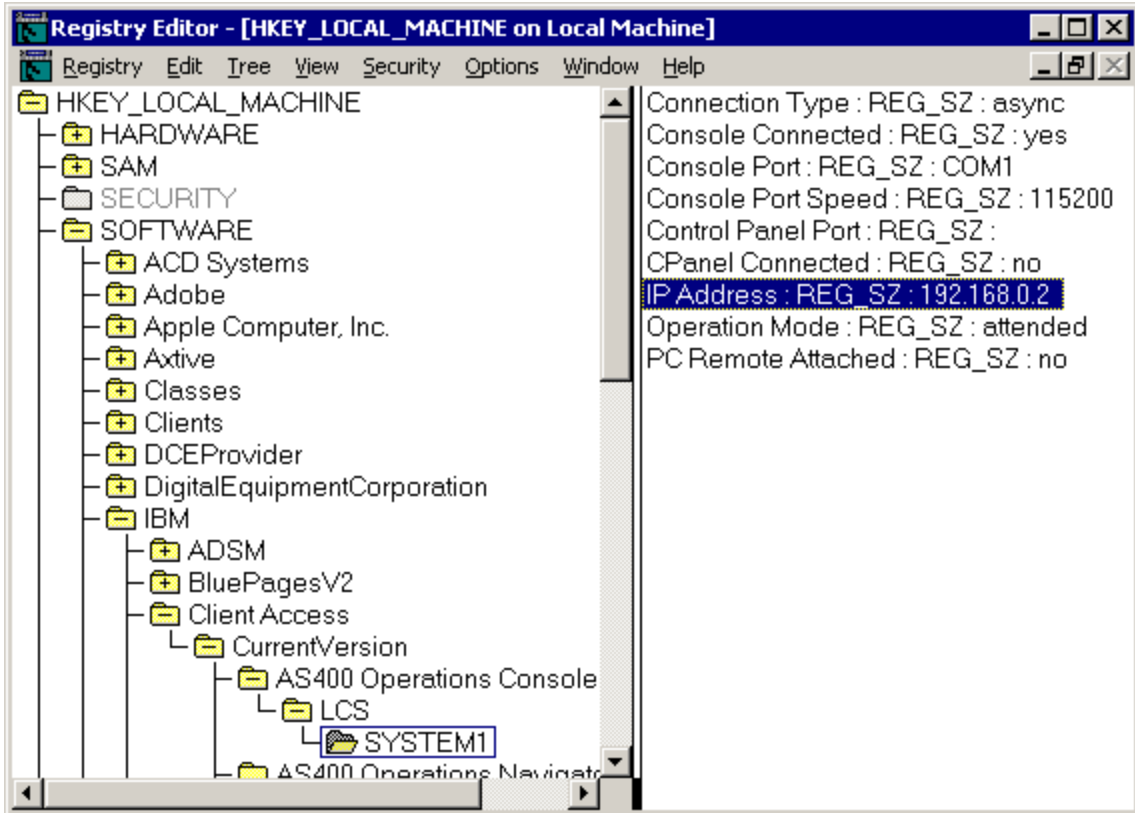 Registry Editor - [HKEY_LOCAL_MACHINE on Local Machine]
Registry Edit Tree View Security Options Window Help
HKEY_LOCAL_MACHINE
HARDWARE
SAM
SECURITY
SOFTWARE
ACD Systems
Adobe
Apple Computer, Inc.
Axtive
Classes
Clients
DCEProvider
DigitalEquipmentCorporation
IBM
ADSM
BluePagesV2
Client Access
CurrentVersion
AS400 Operations Console
LCS
SYSTEM1
AS400 Operations Navigato
Connection Type : REG_SZ : async
Console Connected : REG_SZ : yes
Console Port : REG_SZ : COM1
Console Port Speed : REG_SZ : 115200
Control Panel Port : REG_SZ :
CPanel Connected : REG_SZ : no
IP Address : REG_SZ : 192.168.0.2
Operation Mode : REG_SZ : attended
PC Remote Attached : REG_SZ : no